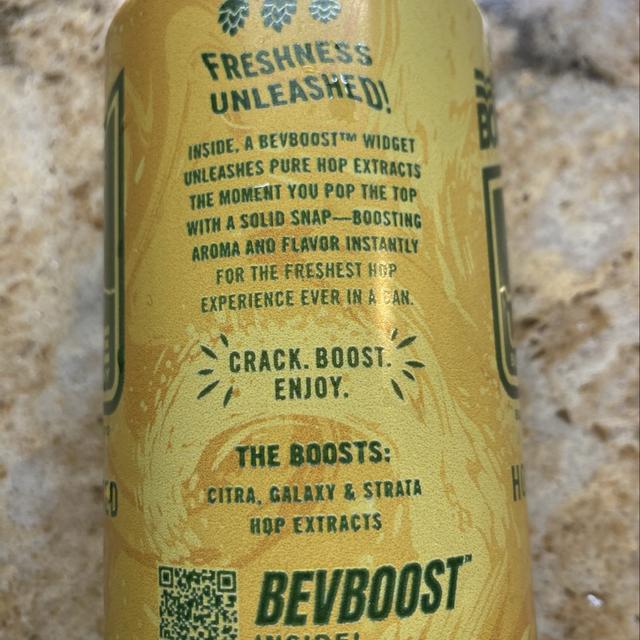 FRESHNESS
UNLEASHED!
INSIDE, A BEVBOOST™ WIDGET
UNLEASHES PURE HOP EXTRACTS
THE MOMENT YOU POP THE TOP
WITH A SOLID SNAP—BOOSTING
AROMA AND FLAVOR INSTANTLY
FOR THE FRESHEST HOP
EXPERIENCE EVER IN A CAN.
CRACK. BOOST.
ENJOY.
THE BOOSTS:
CITRA, GALAXY & STRATA
HOP EXTRACTS
BEVBOOST™
INSIDE!